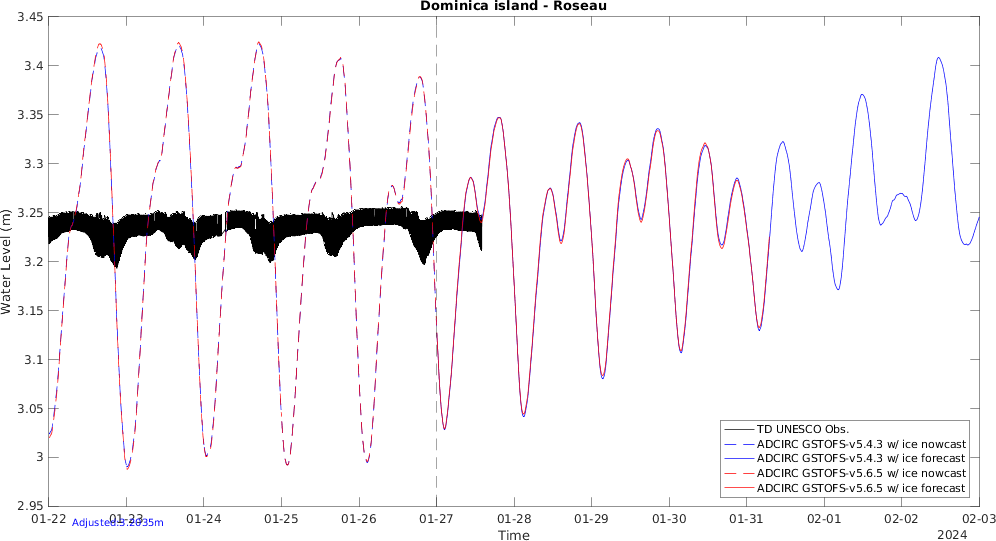 Dominica island - Roseau
3.45
3.4
3.35
3.3
3.25
3.2
3.15
3.1
3.05
3
2.95
Water Level (m)
TD UNESCO Obs.
ADCIRC GSTOFS-v5.4.3 w/ ice nowcast
ADCIRC GSTOFS-v5.4.3 w/ ice forecast
ADCIRC GSTOFS-v5.6.5 w/ ice nowcast
ADCIRC GSTOFS-v5.6.5 w/ ice forecast
01-22 01-23 01-24 01-25 01-26 01-27 01-28 01-29 01-30 01-31 02-01 02-02 02-03
Adjusted:3.2035m
Time
2024